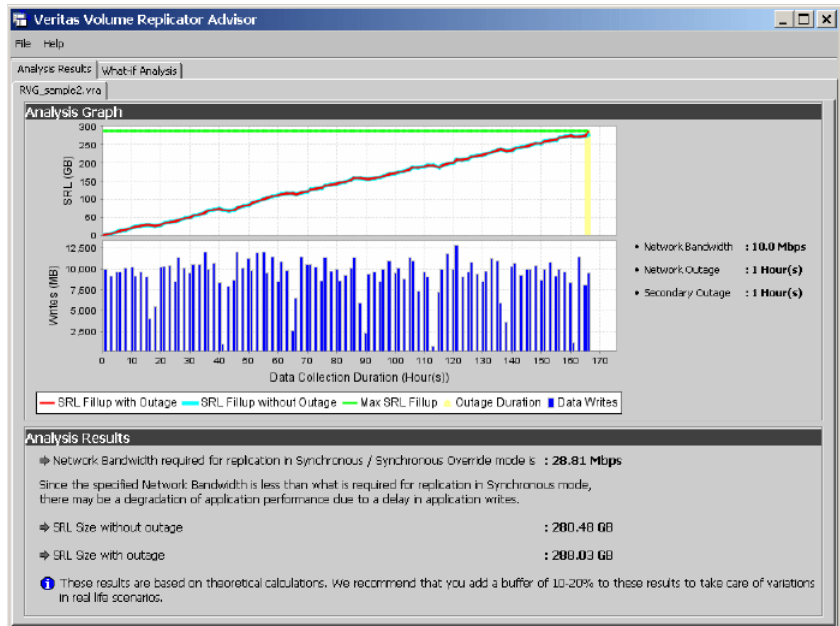 Veritas Volume Replicator Advisor
File Help
Analysis Results What-if Analysis
RVG_sample2.vra
Analysis Graph
SRL (GB)
300
250
200
150
100
50
0
Writes (MB)
12,500
10,000
7,500
5,000
2,500
0 10 20 30 40 50 60 70 80 90 100 110 120 130 140 150 160 170
Data Collection Duration (Hour(s))
• Network Bandwidth : 10.0 Mbps
• Network Outage : 1 Hour(s)
• Secondary Outage : 1 Hour(s)
SRL Fillup with Outage SRL Fillup without Outage Max SRL Fillup Outage Duration Data Writes
Analysis Results
Network Bandwidth required for replication in Synchronous / Synchronous Override mode is : 28.81 Mbps
Since the specified Network Bandwidth is less than what is required for replication in Synchronous mode,
there may be a degradation of application performance due to a delay in application writes.
SRL Size without outage : 280.48 GB
SRL Size with outage : 288.03 GB
These results are based on theoretical calculations. We recommend that you add a buffer of 10-20% to these results to take care of variations
in real life scenarios.